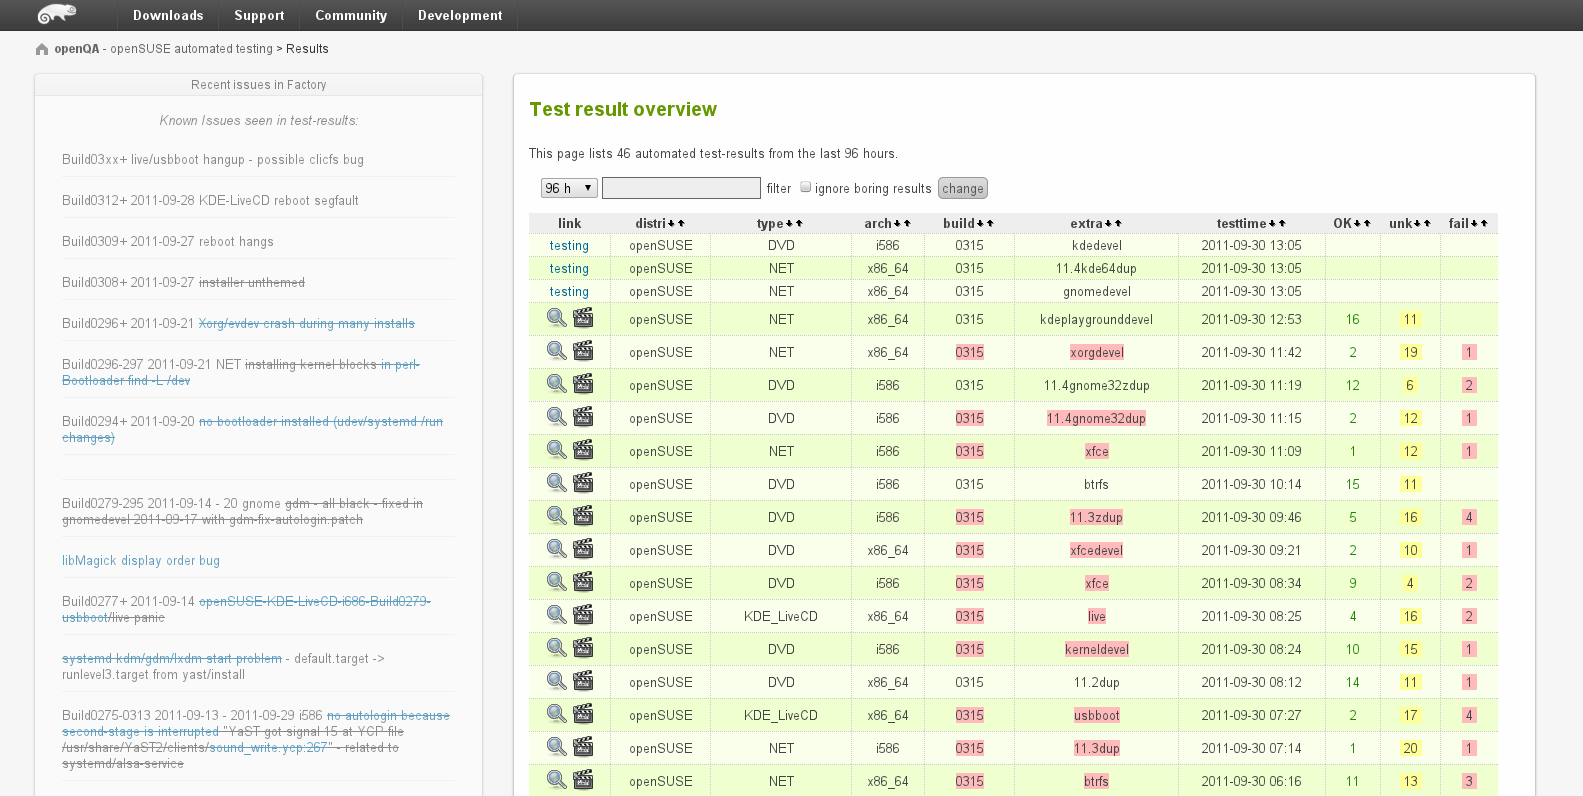 Downloads Support Community Development
openQA - openSUSE automated testing > Results
Recent issues in Factory
Known Issues seen in test-results:
Build03xx+ live/usbboot hangup - possible clicfs bug
Build0312+ 2011-09-28 KDE-LiveCD reboot segfault
Build0309+ 2011-09-27 reboot hangs
Build0308+ 2011-09-27 installer unthemed
Build0296+ 2011-09-21 Xorg/evdev crash during many installs
Build0296-297 2011-09-21 NET installing kernel blocks in perl-
Bootloader find -L /dev
Build0294+ 2011-09-20 no bootloader installed (udev/systemd /run
changes)
Build0279-295 2011-09-14 - 20 gnome gdm - all black - fixed in
gnomedevel 2011-09-17 with gdm-fix-autologin.patch
libMagick display order bug
Build0277+ 2011-09-14 openSUSE-KDE-LiveCD-i686-Build0279-
usbboot/live panic
systemd kdm/gdm/lxdm start problem - default.target ->
runlevel3.target from yast/install
Build0275-0313 2011-09-13 - 2011-09-29 i586 no autologin because
second-stage is interrupted "YaST got signal 15 at YCP file
/usr/share/YaST2/clients/sound_write.ycp:267" - related to
systemd/alsa-service
Test result overview
This page lists 46 automated test-results from the last 96 hours.
96 h filter ignore boring results change
link distri type arch build extra testtime OK unk fail
testing openSUSE DVD i586 0315 kdedevel 2011-09-30 13:05
testing openSUSE NET x86_64 0315 11.4kde64dup 2011-09-30 13:05
testing openSUSE NET x86_64 0315 gnomedevel 2011-09-30 13:05
openSUSE NET x86_64 0315 kdeplaygrounddevel 2011-09-30 12:53 16 11
openSUSE NET x86_64 0315 xorgdevel 2011-09-30 11:42 2 19 1
openSUSE DVD i586 0315 11.4gnome32zdup 2011-09-30 11:19 12 6 2
openSUSE DVD i586 0315 11.4gnome32dup 2011-09-30 11:15 2 12 1
openSUSE NET i586 0315 xfce 2011-09-30 11:09 1 12 1
openSUSE DVD i586 0315 btrfs 2011-09-30 10:14 15 11
openSUSE DVD i586 0315 11.3zdup 2011-09-30 09:46 5 16 4
openSUSE DVD x86_64 0315 xfcedevel 2011-09-30 09:21 2 10 1
openSUSE DVD i586 0315 xfce 2011-09-30 08:34 9 4 2
openSUSE KDE_LiveCD x86_64 0315 live 2011-09-30 08:25 4 16 2
openSUSE DVD i586 0315 kerneldevel 2011-09-30 08:24 10 15 1
openSUSE DVD x86_64 0315 11.2dup 2011-09-30 08:12 14 11 1
openSUSE KDE_LiveCD x86_64 0315 usbboot 2011-09-30 07:27 2 17 4
openSUSE NET i586 0315 11.3dup 2011-09-30 07:14 1 20 1
openSUSE NET x86_64 0315 btrfs 2011-09-30 06:16 11 13 3